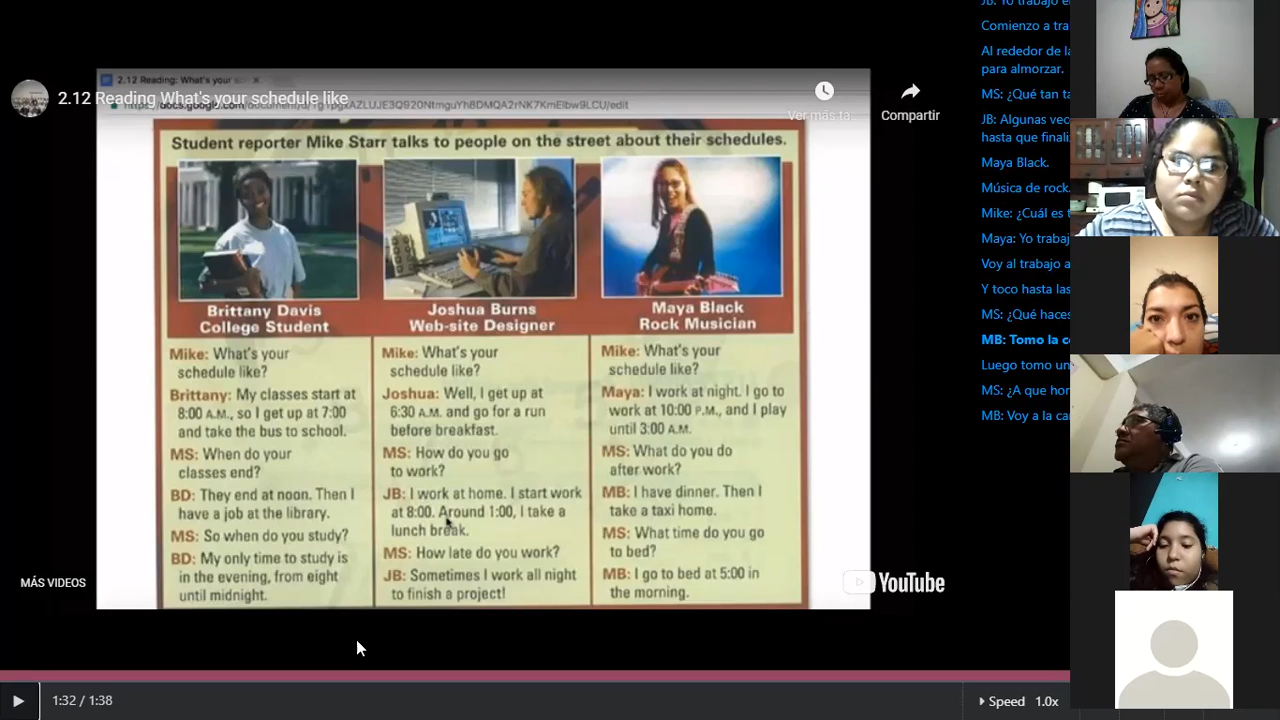 2.12 Reading: What's your
2.12 Reading What's your schedule like
Ver más ta...
Compartir
Student reporter Mike Starr talks to people on the street about their schedules.
Brittany Davis
College Student
Mike: What's your
schedule like?
Brittany: My classes start at
8:00 A.M., so I get up at 7:00
and take the bus to school.
MS: When do your
classes end?
BD: They end at noon. Then I
have a job at the library.
MS: So when do you study?
BD: My only time to study is
in the evening, from eight
until midnight.
Joshua Burns
Web-site Designer
Mike: What's your
schedule like?
Joshua: Well, I get up at
6:30 A.M. and go for a run
before breakfast.
MS: How do you go
to work?
JB: I work at home. I start work
at 8:00. Around 1:00, I take a
lunch break.
MS: How late do you work?
JB: Sometimes I work all night
to finish a project!
Maya Black
Rock Musician
Mike: What's your
schedule like?
Maya: I work at night. I go to
work at 10:00 P.M., and I play
until 3:00 A.M.
MS: What do you do
after work?
MB: I have dinner. Then I
take a taxi home.
MS: What time do you go
to bed?
MB: I go to bed at 5:00 in
the morning.
MÁS VIDEOS
YouTube
1:32 / 1:38
Speed 1.0x
JB: Yo trabajo
Comienzo a tra
Al rededor de la
para almorzar.
MS: ¿Qué tan ta
JB: Algunas vec
hasta que finali
Maya Black.
Música de rock.
Mike: ¿Cuál es t
Maya: Yo trabaj
Voy al trabajo a
Y toco hasta las
MS: ¿Qué haces
MB: Tomo la c
Luego tomo un
MS: ¿A que hor
MB: Voy a la ca